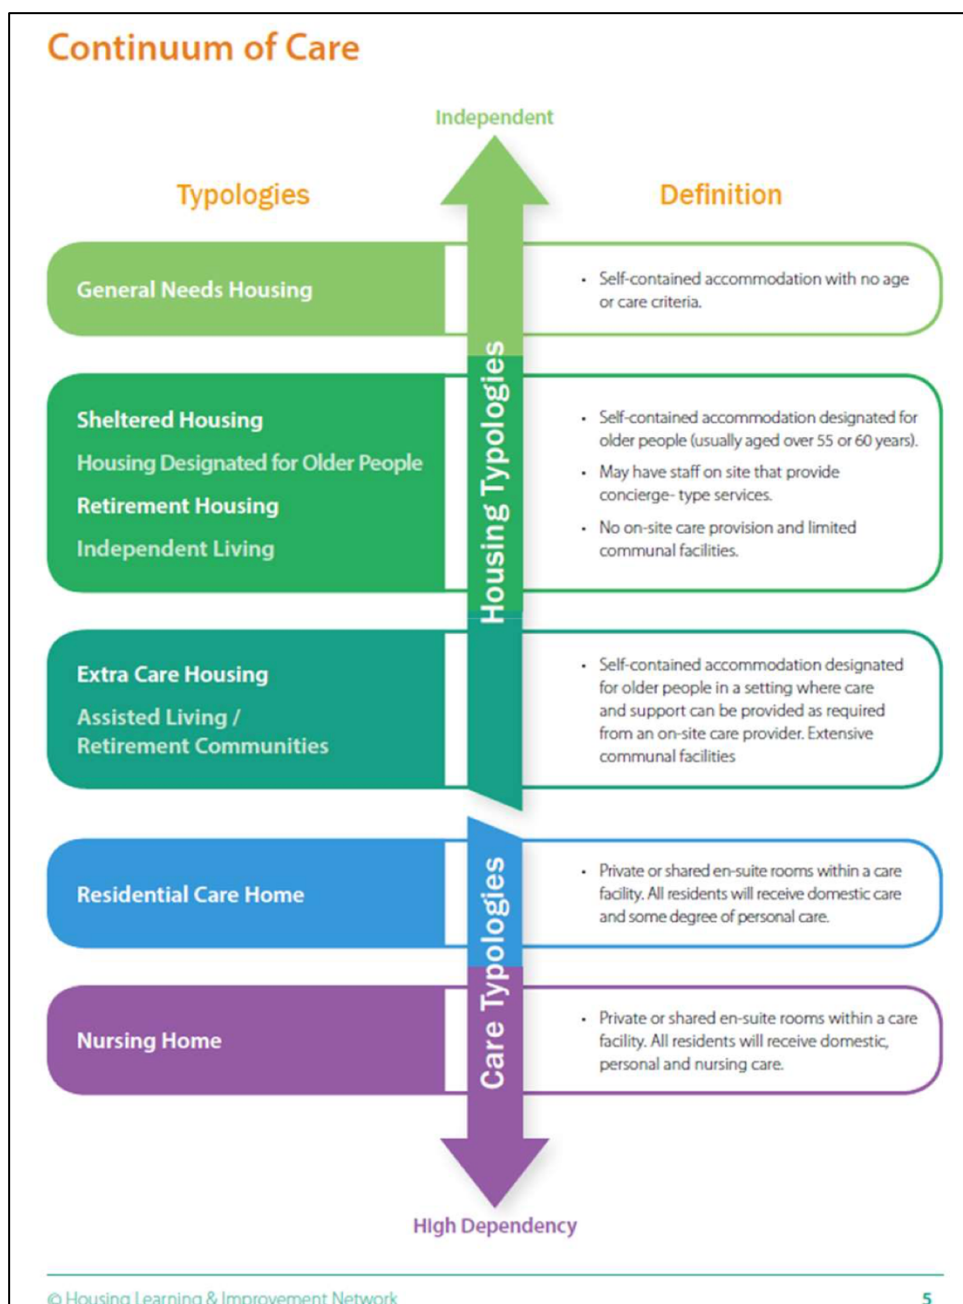 Continuum of Care
Independent
Typologies
Definition
General Needs Housing
• Self-contained accommodation with no age
or care criteria.
Sheltered Housing
Housing Designated for Older People
Retirement Housing
Independent Living
• Self-contained accommodation designated for
older people (usually aged over 55 or 60 years).
• May have staff on site that provide
concierge- type services.
• No on-site care provision and limited
communal facilities.
Housing Typologies
Extra Care Housing
Assisted Living /
Retirement Communities
• Self-contained accommodation designated
for older people in a setting where care
and support can be provided as required
from an on-site care provider. Extensive
communal facilities
Residential Care Home
• Private or shared en-suite rooms within a care
facility. All residents will receive domestic care
and some degree of personal care.
Care Typologies
Nursing Home
• Private or shared en-suite rooms within a care
facility. All residents will receive domestic,
personal and nursing care.
HIgh Dependency
© Housing Learning & Improvement Network
5